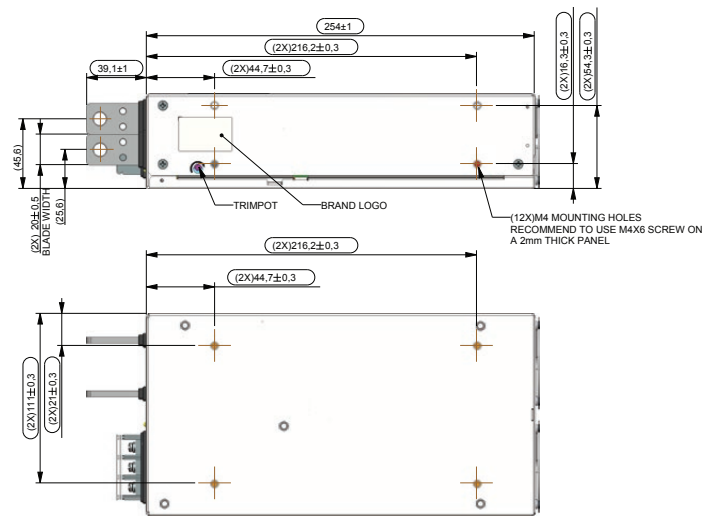 254±1
(2X)216,2±0,3
39,1±1
(2X)44,7±0,3
(2X)16,3±0,3
(2X)54,3±0,3
(45,6)
(2X) 20±0,5
BLADE WIDTH
(25,6)
TRIMPOT
BRAND LOGO
(12X)M4 MOUNTING HOLES
RECOMMEND TO USE M4X6 SCREW ON
A 2mm THICK PANEL
(2X)216,2±0,3
(2X)44,7±0,3
(2X)111±0,3
(2X)21±0,3